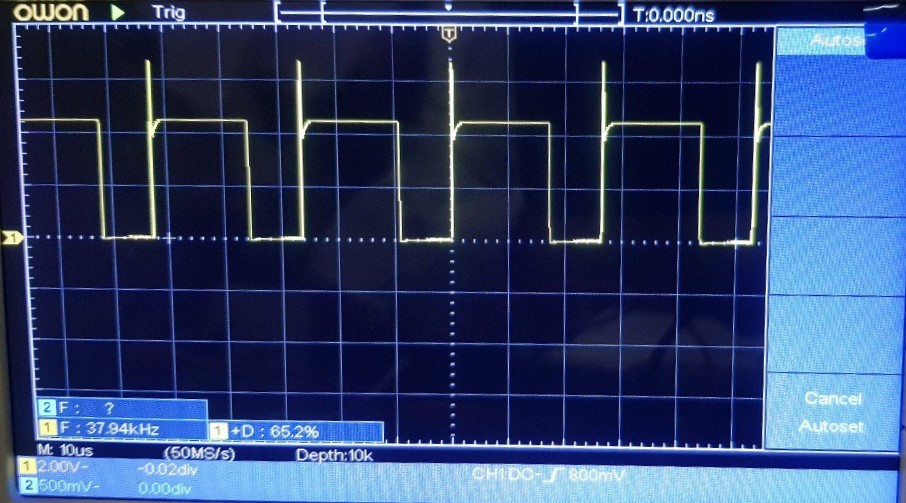 OWON Trig T:0.000ns
T
1
2 F : ?
1 F : 37.94kHz 1 +D : 65.2%
M: 10us (50MS/s) Depth:10k
1 2.00V- -0.02div
2 500mV- 0.00div
CH1:DC- 800mV
Cancel
Autoset